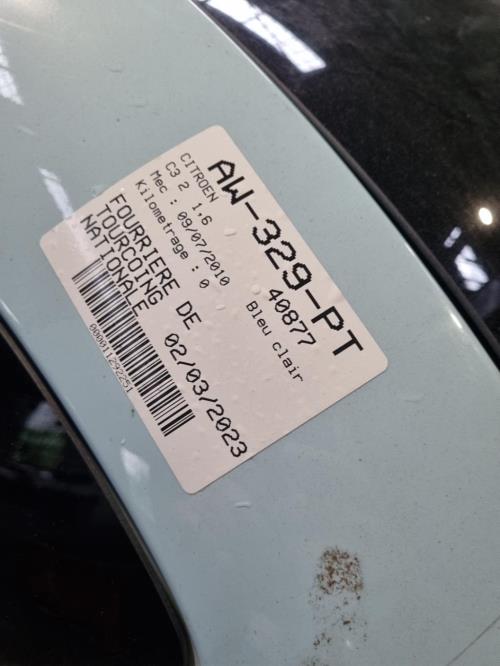 AW-329-PT
CITROEN 40877
C3 2 1,6 Bleu clair
Mec : 09/07/2010
Kilometrage : 0
FOURRIERE DE 02/03/2023
TOURCOING
NATIONALE
000011292251